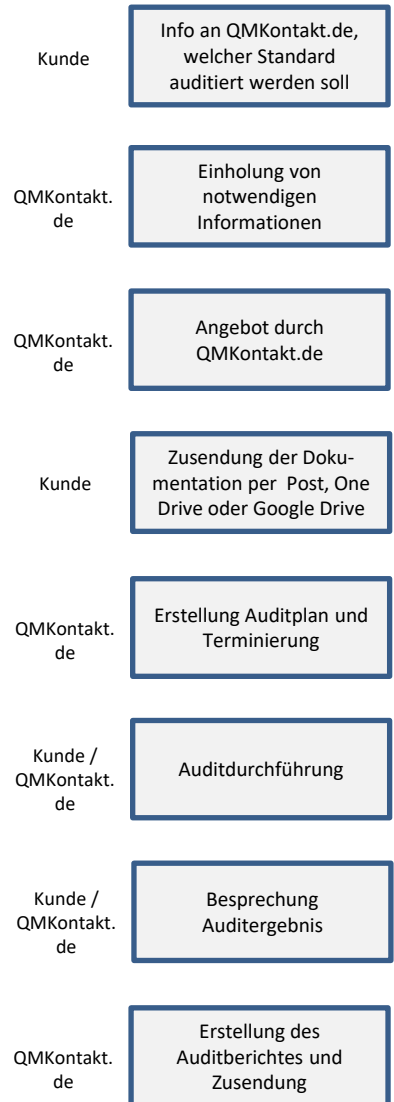 Kunde
Info an QMKontakt.de,
welcher Standard
auditiert werden soll
QMKontakt.
de
Einholung von
notwendigen
Informationen
QMKontakt.
de
Angebot durch
QMKontakt.de
Kunde
Zusendung der Doku-
mentation per Post, One
Drive oder Google Drive
QMKontakt.
de
Erstellung Auditplan und
Terminierung
Kunde /
QMKontakt.
de
Auditdurchführung
Kunde /
QMKontakt.
de
Besprechung
Auditergebnis
QMKontakt.
de
Erstellung des
Auditberichtes und
Zusendung